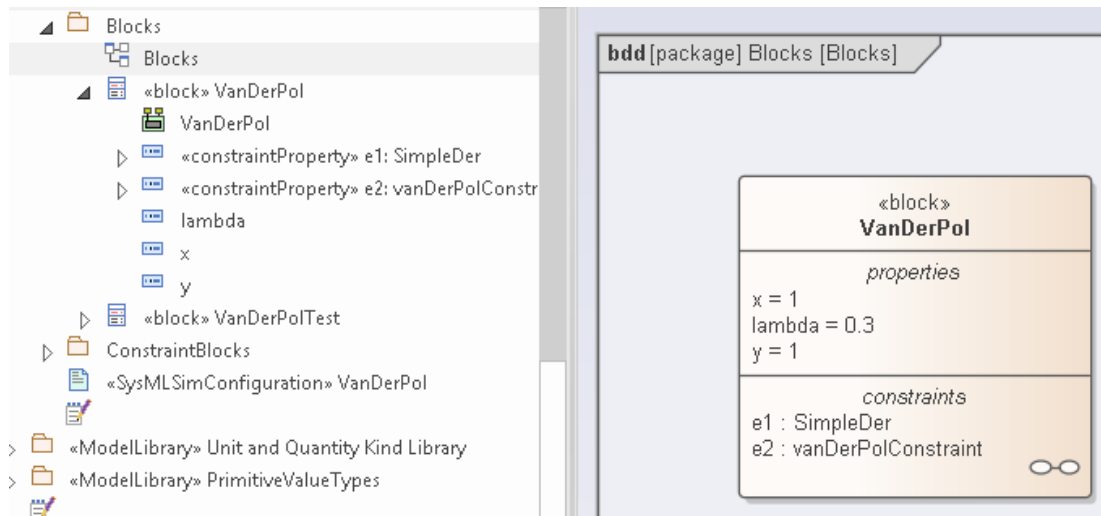 Blocks
Blocks
«block» VanDerPol
VanDerPol
«constraintProperty» e1: SimpleDer
«constraintProperty» e2: vanDerPolConstr
lambda
x
y
«block» VanDerPolTest
ConstraintBlocks
«SysMLSimConfiguration» VanDerPol
«ModelLibrary» Unit and Quantity Kind Library
«ModelLibrary» PrimitiveValueTypes
bdd [package] Blocks [Blocks]
«block»
VanDerPol
properties
x = 1
lambda = 0.3
y = 1
constraints
e1 : SimpleDer
e2 : vanDerPolConstraint